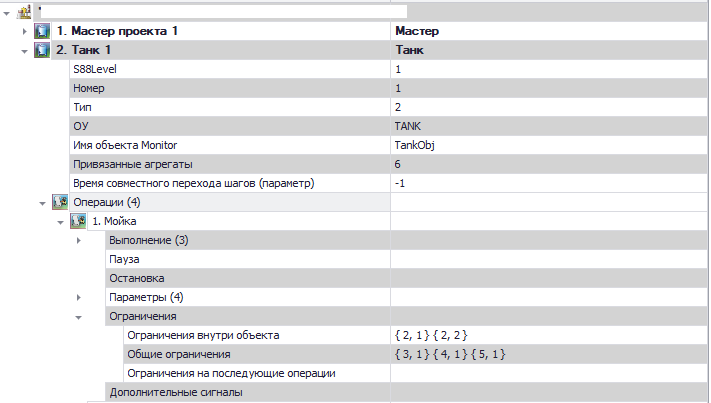 '
1. Мастер проекта 1 Мастер
2. Танк 1 Танк
S88Level 1
Номер 1
Тип 2
ОУ TANK
Имя объекта Monitor TankObj
Привязанные агрегаты 6
Время совместного перехода шагов (параметр) -1
Операции (4)
1. Мойка
Выполнение (3)
Пауза
Остановка
Параметры (4)
Ограничения
Ограничения внутри объекта { 2, 1 } { 2, 2 }
Общие ограничения { 3, 1 } { 4, 1 } { 5, 1 }
Ограничения на последующие операции
Дополнительные сигналы